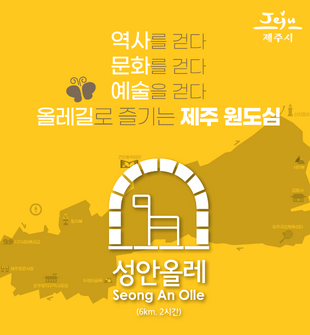 Jeju
제주시
역사를 걷다
문화를 걷다
예술을 걷다
올레길로 즐기는 제주 원도심
성안올레
Seong An Olle
(6km, 2시간)